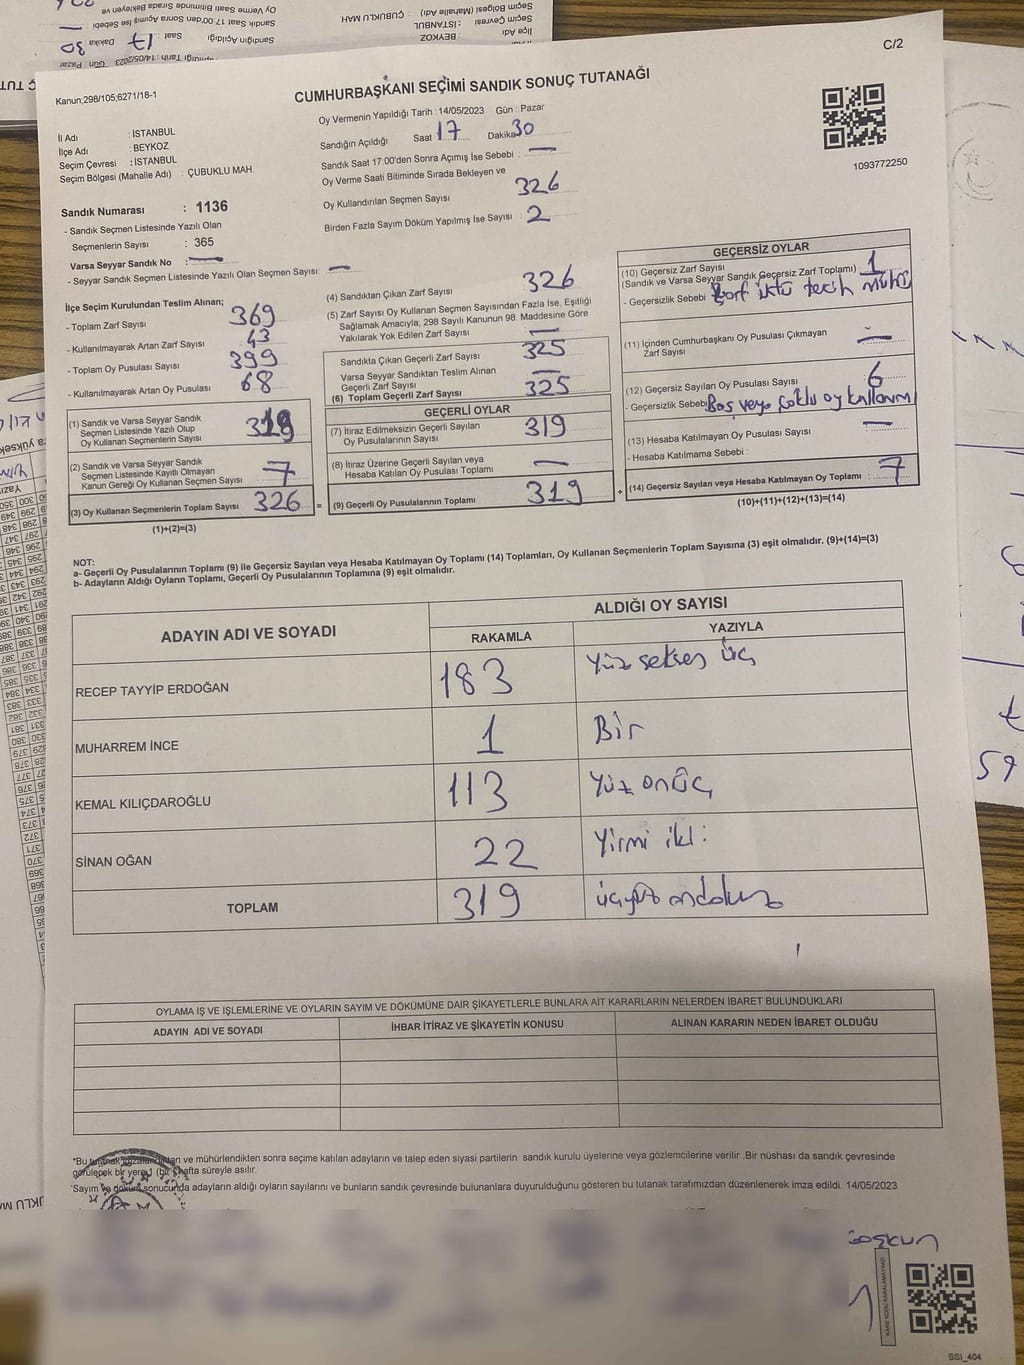 C/2
Kanun;298/105;6271/18-1
CUMHURBAŞKANI SEÇİMİ SANDIK SONUÇ TUTANAĞI
İl Adı : İSTANBUL
İlçe Adı : BEYKOZ
Seçim Çevresi : İSTANBUL
Seçim Bölgesi (Mahalle Adı) : ÇUBUKLU MAH.
Oy Vermenin Yapıldığı Tarih : 14/05/2023 Gün : Pazar
Sandığın Açıldığı Saat 17 Dakika 30
Sandık Saat 17:00'den Sonra Açımış İse Sebebi : —
Oy Verme Saati Bitiminde Sırada Bekleyen ve
Oy Kullandırılan Seçmen Sayısı 326
Birden Fazla Sayım Döküm Yapılmış İse Sayısı : 2
1093772250
Sandık Numarası : 1136
- Sandık Seçmen Listesinde Yazılı Olan
Seçmenlerin Sayısı : 365
Varsa Seyyar Sandık No : —
- Seyyar Sandık Seçmen Listesinde Yazılı Olan Seçmen Sayısı: —
İlçe Seçim Kurulundan Teslim Alınan;
- Toplam Zarf Sayısı 369
- Kullanılmayarak Artan Zarf Sayısı 43
- Toplam Oy Pusulası Sayısı 399
- Kullanılmayarak Artan Oy Pusulası 68
(1) Sandık ve Varsa Seyyar Sandık
Seçmen Listesinde Yazılı Olup
Oy Kullanan Seçmenlerin Sayısı 319
(2) Sandık ve Varsa Seyyar Sandık
Seçmen Listesinde Kayıtlı Olmayan
Kanun Gereği Oy Kullanan Seçmen Sayısı 7
(3) Oy Kullanan Seçmenlerin Toplam Sayısı 326 =
(1)+(2)=(3)
(4) Sandıktan Çıkan Zarf Sayısı 326
(5) Zarf Sayısı Oy Kullanan Seçmen Sayısından Fazla İse, Eşitliği
Sağlamak Amacıyla, 298 Sayılı Kanunun 98. Maddesine Göre
Yakılarak Yok Edilen Zarf Sayısı —
Sandıkta Çıkan Geçerli Zarf Sayısı 325
Varsa Seyyar Sandıktan Teslim Alınan
Geçerli Zarf Sayısı —
(6) Toplam Geçerli Zarf Sayısı 325
GEÇERLİ OYLAR
(7) İtiraz Edilmeksizin Geçerli Sayılan
Oy Pusulalarının Sayısı 319
(8) İtiraz Üzerine Geçerli Sayılan veya
Hesaba Katılan Oy Pusulası Toplamı —
(9) Geçerli Oy Pusulalarının Toplamı 319 +
GEÇERSİZ OYLAR
(10) Geçersiz Zarf Sayısı
(Sandık ve Varsa Seyyar Sandık Geçersiz Zarf Toplamı) 1
- Geçersizlik Sebebi
(11) İçinden Cumhurbaşkanı Oy Pusulası Çıkmayan
Zarf Sayısı —
(12) Geçersiz Sayılan Oy Pusulası Sayısı 6
- Geçersizlik Sebebi Boş veya çoklu oy kullanımı
(13) Hesaba Katılmayan Oy Pusulası Sayısı —
- Hesaba Katılmama Sebebi :
(14) Geçersiz Sayılan veya Hesaba Katılmayan Oy Toplamı : 7
(10)+(11)+(12)+(13)=(14)
NOT:
a- Geçerli Oy Pusulalarının Toplamı (9) ile Geçersiz Sayılan veya Hesaba Katılmayan Oy Toplamı (14) Toplamları, Oy Kullanan Seçmenlerin Toplam Sayısına (3) eşit olmalıdır. (9)+(14)=(3)
b- Adayların Aldığı Oyların Toplamı, Geçerli Oy Pusulalarının Toplamına (9) eşit olmalıdır.
ADAYIN ADI VE SOYADI
ALDIĞI OY SAYISI
RAKAMLA YAZIYLA
RECEP TAYYİP ERDOĞAN 183 Yüz seksen üç
MUHARREM İNCE 1 Bir
KEMAL KILIÇDAROĞLU 113 Yüz onüç
SİNAN OĞAN 22 Yirmi iki
TOPLAM 319
OYLAMA İŞ VE İŞLEMLERİNE VE OYLARIN SAYIM VE DÖKÜMÜNE DAİR ŞİKAYETLERLE BUNLARA AİT KARARLARIN NELERDEN İBARET BULUNDUKLARI
ADAYIN ADI VE SOYADI İHBAR İTİRAZ VE ŞİKAYETİN KONUSU ALINAN KARARIN NEDEN İBARET OLDUĞU
ve mühürlendikten sonra seçime katılan adayların ve talep eden siyasi partilerin sandık kurulu üyelerine veya gözlemcilerine verilir .Bir nüshası da sandık çevresinde
görülecek bir yere 1 (bir) hafta süreyle asılır.
*Sayım ve döküm sonucunda adayların aldığı oyların sayılarını ve bunların sandık çevresinde bulunanlara duyurulduğunu gösteren bu tutanak tarafımızdan düzenlenerek imza edildi. 14/05/2023
KARE KODU KARALAMAYINIZ!
SSI_404